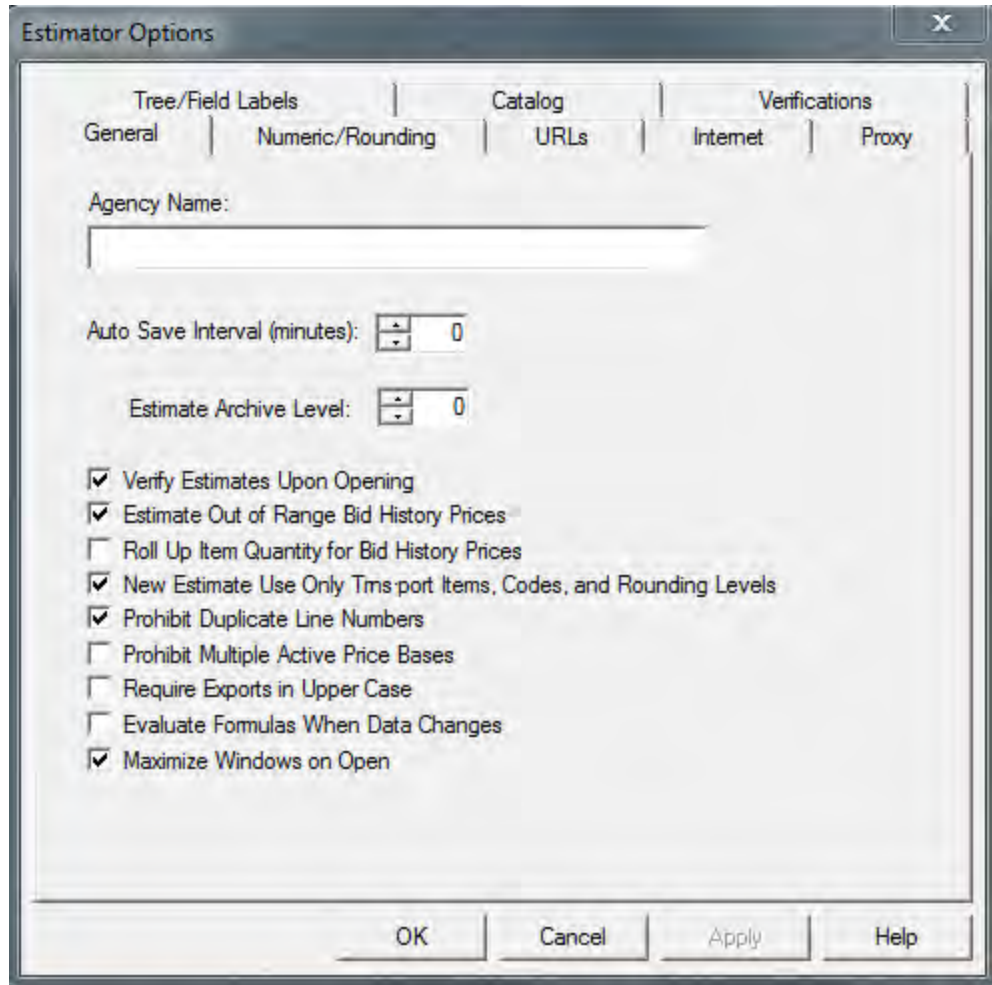 Estimator Options
X
Tree/Field Labels Catalog Verifications
General Numeric/Rounding URLs Internet Proxy
Agency Name:
Auto Save Interval (minutes): 0
Estimate Archive Level: 0
Verify Estimates Upon Opening
Estimate Out of Range Bid History Prices
Roll Up Item Quantity for Bid History Prices
New Estimate Use Only Trns·port Items, Codes, and Rounding Levels
Prohibit Duplicate Line Numbers
Prohibit Multiple Active Price Bases
Require Exports in Upper Case
Evaluate Formulas When Data Changes
Maximize Windows on Open
OK Cancel Apply Help